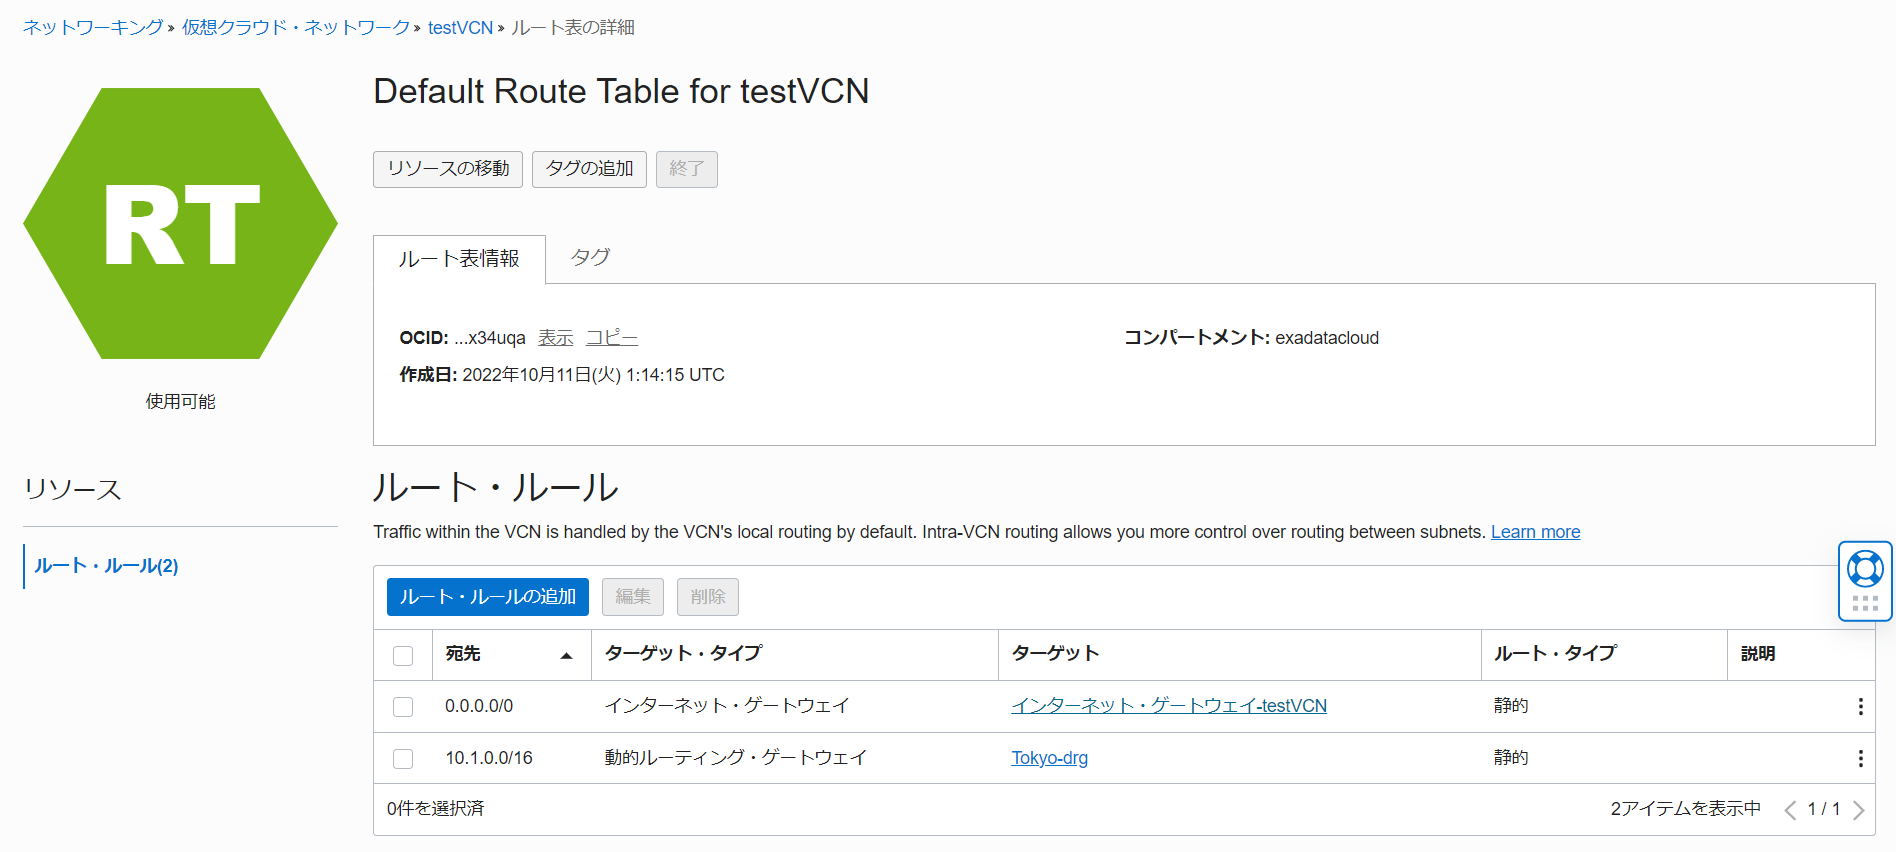 ネットワーキング » 仮想クラウド・ネットワーク » testVCN » ルート表の詳細
RT
使用可能
Default Route Table for testVCN
リソースの移動 タグの追加 終了
ルート表情報 タグ
OCID: ...x34uqa 表示 コピー コンパートメント: exadatacloud
作成日: 2022年10月11日(火) 1:14:15 UTC
リソース
ルート・ルール(2)
ルート・ルール
Traffic within the VCN is handled by the VCN's local routing by default. Intra-VCN routing allows you more control over routing between subnets. Learn more
ルート・ルールの追加 編集 削除
宛先 ▲ ターゲット・タイプ ターゲット ルート・タイプ 説明
0.0.0.0/0 インターネット・ゲートウェイ インターネット・ゲートウェイ-testVCN 静的
10.1.0.0/16 動的ルーティング・ゲートウェイ Tokyo-drg 静的
0件を選択済 2アイテムを表示中 1 / 1